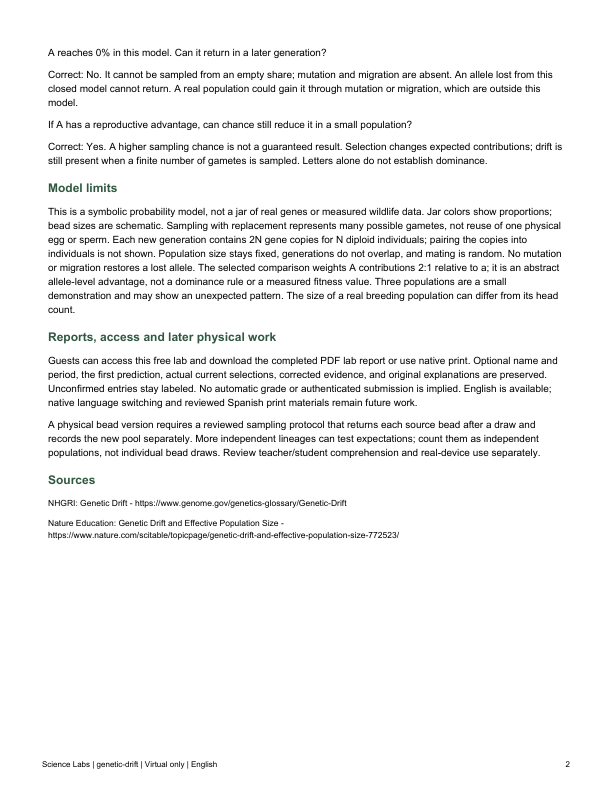 A reaches 0% in this model. Can it return in a later generation?
Correct: No. It cannot be sampled from an empty share; mutation and migration are absent. An allele lost from this
closed model cannot return. A real population could gain it through mutation or migration, which are outside this
model.
If A has a reproductive advantage, can chance still reduce it in a small population?
Correct: Yes. A higher sampling chance is not a guaranteed result. Selection changes expected contributions; drift is
still present when a finite number of gametes is sampled. Letters alone do not establish dominance.
Model limits
This is a symbolic probability model, not a jar of real genes or measured wildlife data. Jar colors show proportions;
bead sizes are schematic. Sampling with replacement represents many possible gametes, not reuse of one physical
egg or sperm. Each new generation contains 2N gene copies for N diploid individuals; pairing the copies into
individuals is not shown. Population size stays fixed, generations do not overlap, and mating is random. No mutation
or migration restores a lost allele. The selected comparison weights A contributions 2:1 relative to a; it is an abstract
allele-level advantage, not a dominance rule or a measured fitness value. Three populations are a small
demonstration and may show an unexpected pattern. The size of a real breeding population can differ from its head
count.
Reports, access and later physical work
Guests can access this free lab and download the completed PDF lab report or use native print. Optional name and
period, the first prediction, actual current selections, corrected evidence, and original explanations are preserved.
Unconfirmed entries stay labeled. No automatic grade or authenticated submission is implied. English is available;
native language switching and reviewed Spanish print materials remain future work.
A physical bead version requires a reviewed sampling protocol that returns each source bead after a draw and
records the new pool separately. More independent lineages can test expectations; count them as independent
populations, not individual bead draws. Review teacher/student comprehension and real-device use separately.
Sources
NHGRI: Genetic Drift - https://www.genome.gov/genetics-glossary/Genetic-Drift
Nature Education: Genetic Drift and Effective Population Size -
https://www.nature.com/scitable/topicpage/genetic-drift-and-effective-population-size-772523/
Science Labs | genetic-drift | Virtual only | English 2